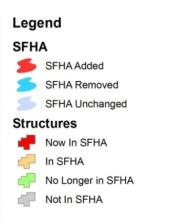 Legend
SFHA
SFHA Added
SFHA Removed
SFHA Unchanged
Structures
Now In SFHA
In SFHA
No Longer in SFHA
Not In SFHA